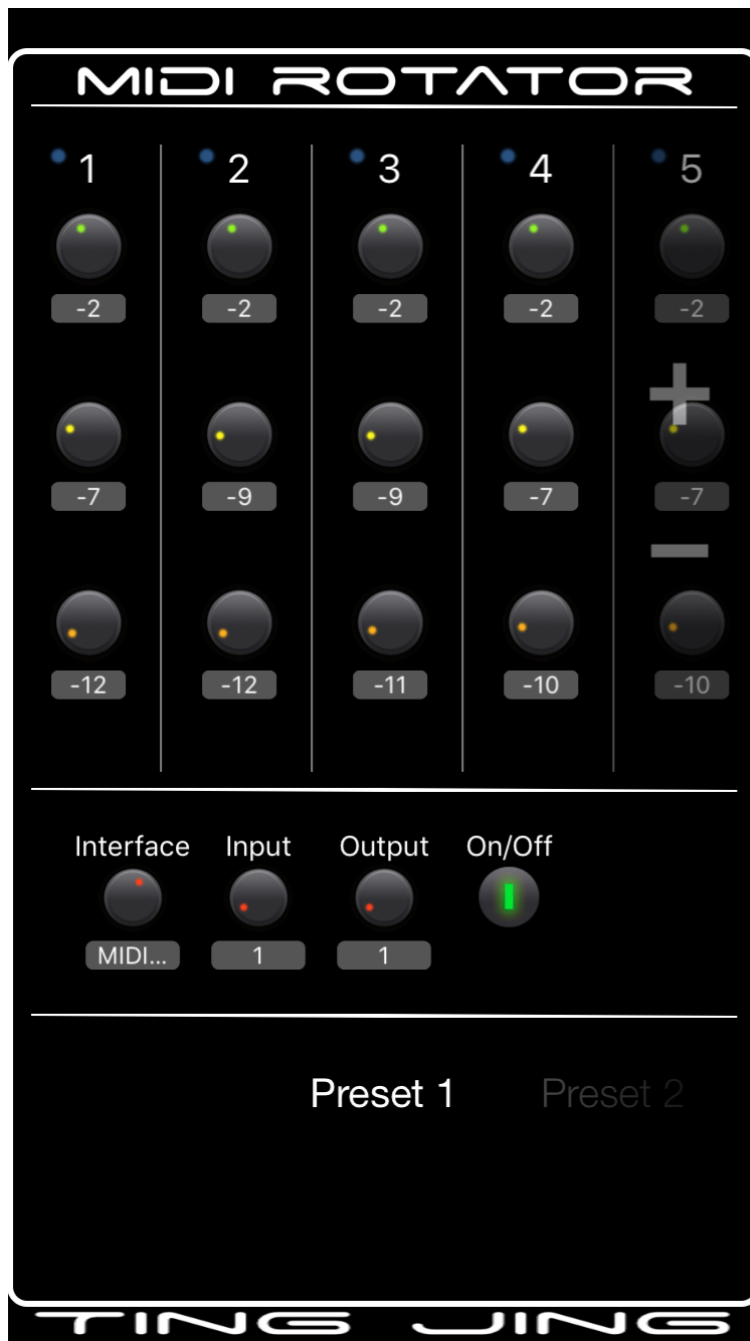 MIDI ROTATOR
1 2 3 4 5
-2 -2 -2 -2 -2
+
-7 -9 -9 -7 -7
−
-12 -12 -11 -10 -10
Interface Input Output On/Off
MIDI... 1 1
Preset 1 Preset 2
TING JING